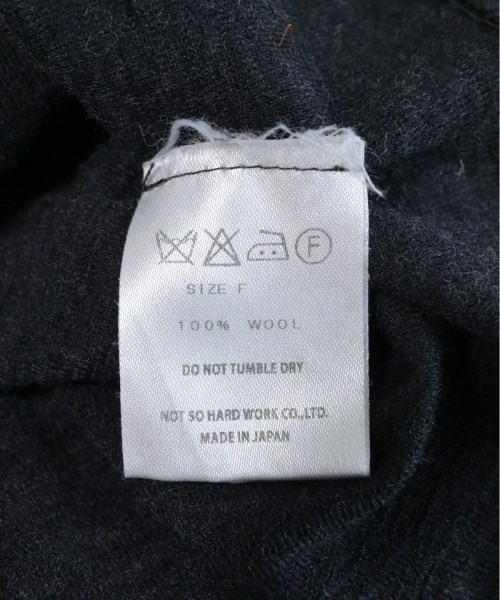 F
SIZE F
100% WOOL
DO NOT TUMBLE DRY
NOT SO HARD WORK CO.,LTD.
MADE IN JAPAN